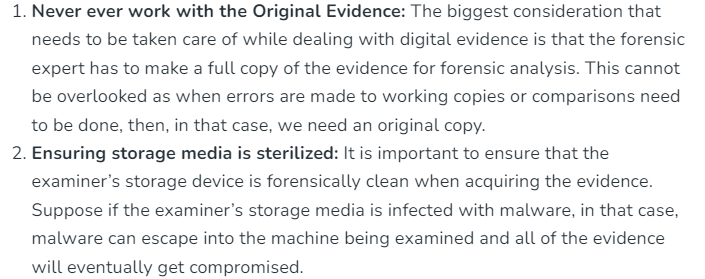 1. Never ever work with the Original Evidence: The biggest consideration that
needs to be taken care of while dealing with digital evidence is that the forensic
expert has to make a full copy of the evidence for forensic analysis. This cannot
be overlooked as when errors are made to working copies or comparisons need
to be done, then, in that case, we need an original copy.
2. Ensuring storage media is sterilized: It is important to ensure that the
examiner’s storage device is forensically clean when acquiring the evidence.
Suppose if the examiner’s storage media is infected with malware, in that case,
malware can escape into the machine being examined and all of the evidence
will eventually get compromised.